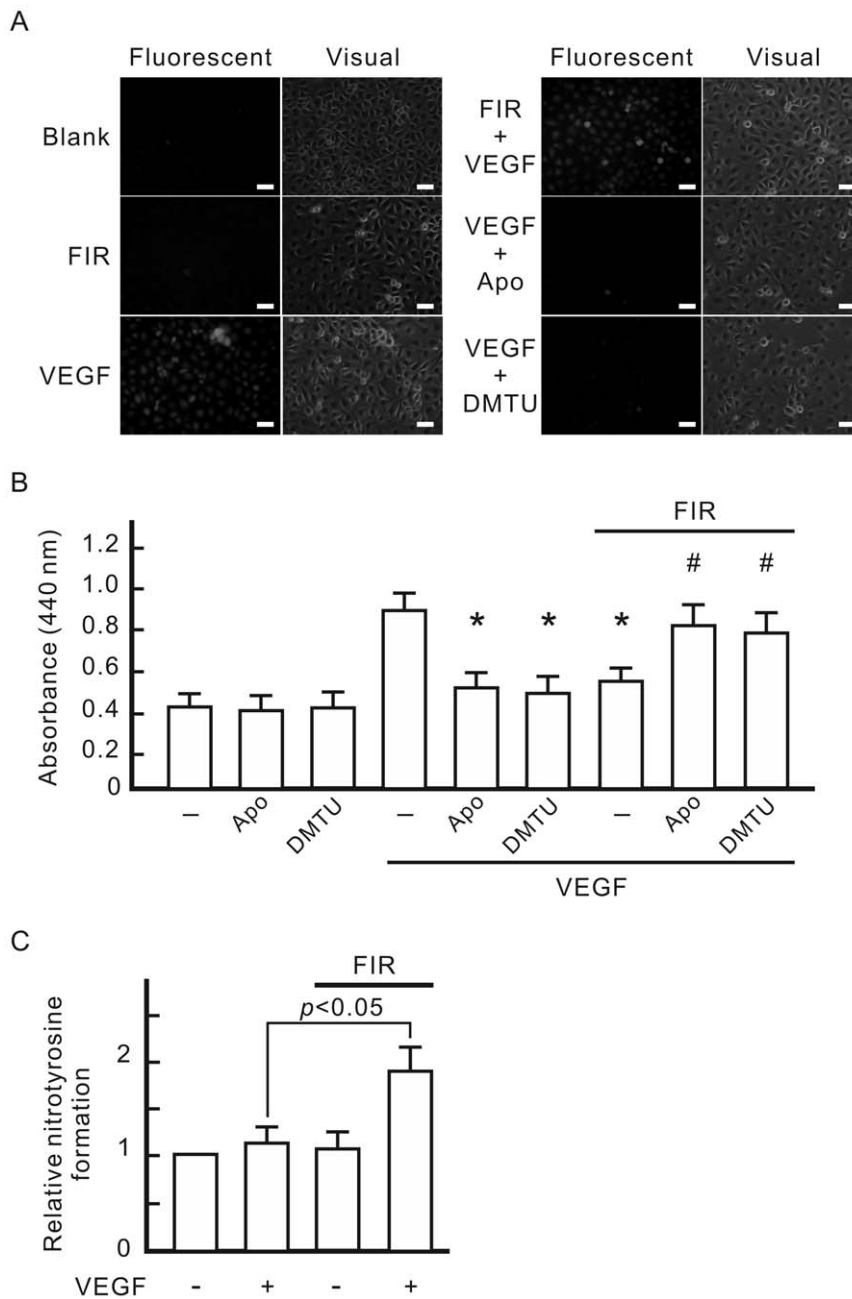 A
Fluorescent Visual
Blank
FIR
VEGF
Fluorescent Visual
FIR
+
VEGF
VEGF
+
Apo
VEGF
+
DMTU
B
FIR
Absorbance (440 nm)
1.2
1.0
0.8
0.6
0.4
0.2
0
* * * # #
– Apo DMTU – Apo DMTU – Apo DMTU
VEGF
C
FIR
p<0.05
Relative nitrotyrosine
formation
2
1
0
VEGF - + - +